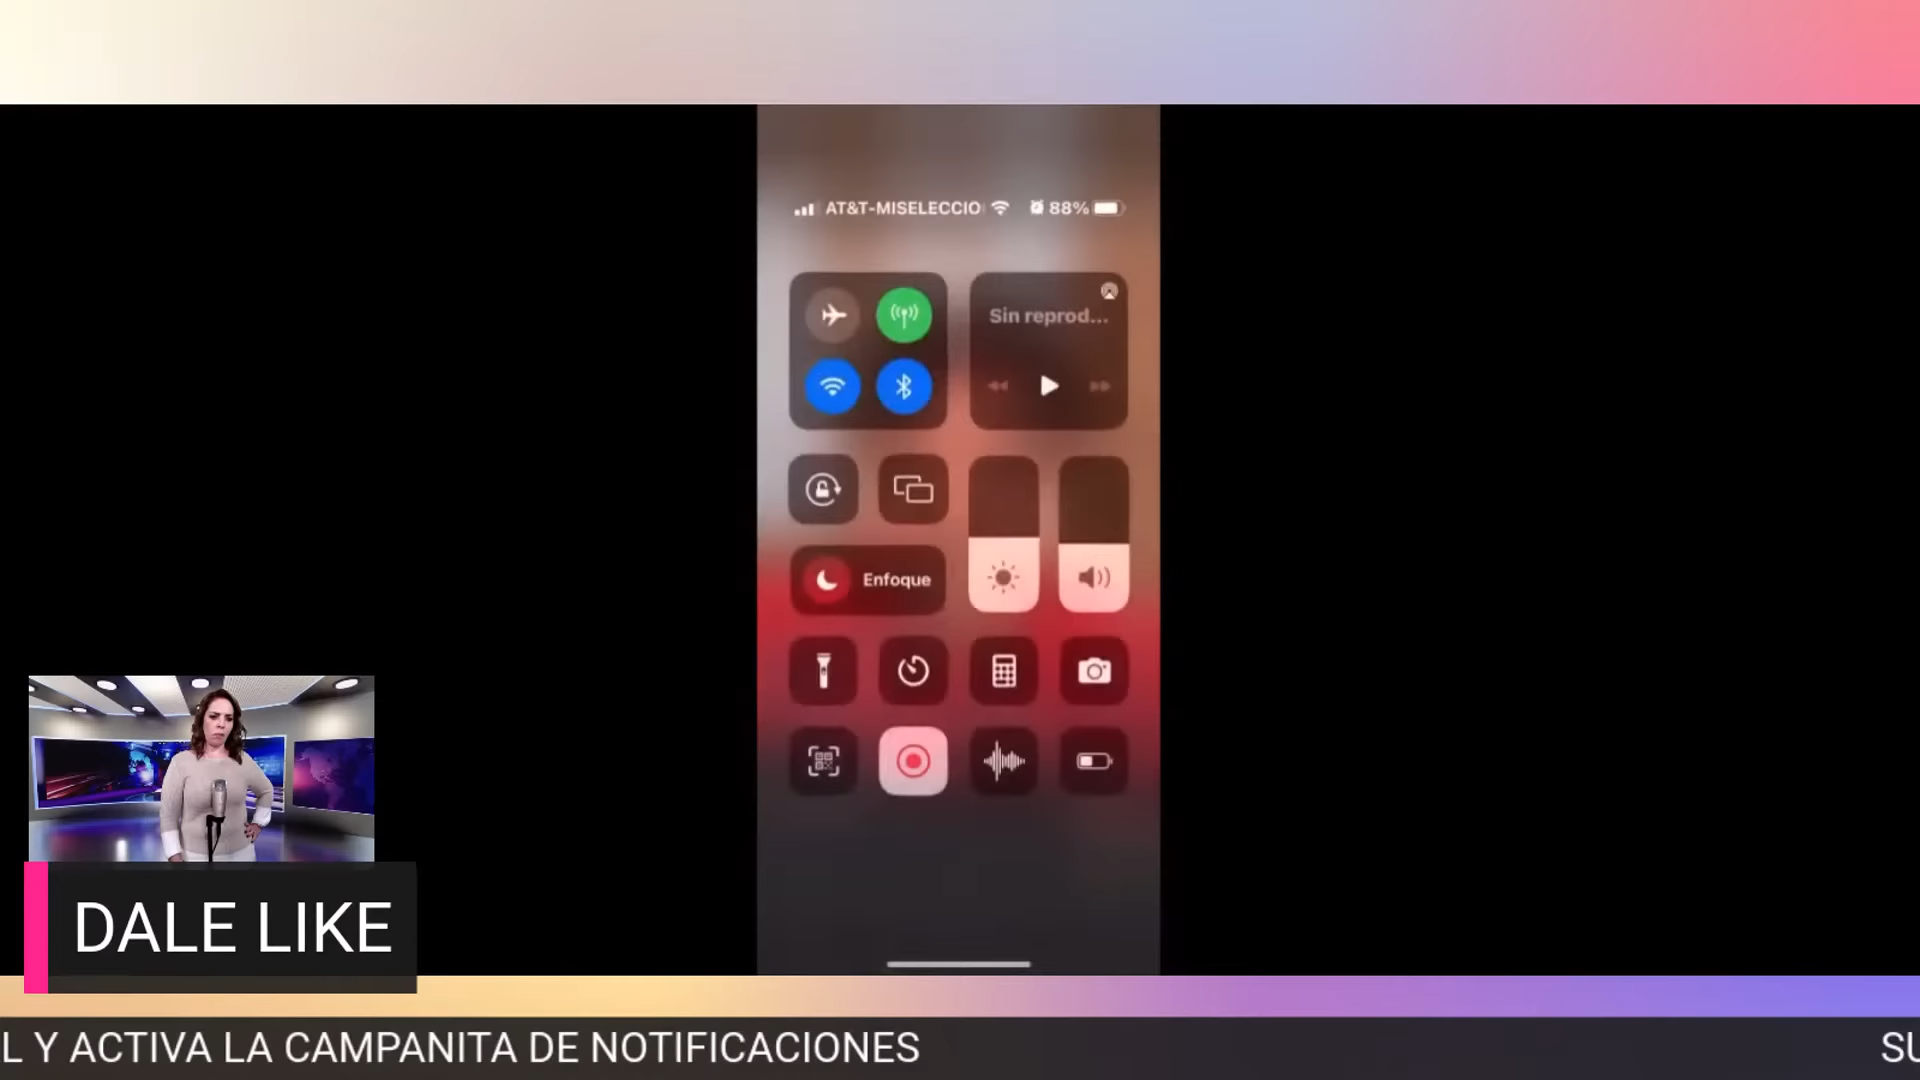 AT&T-MISELECCIO 88%
Sin reprod...
Enfoque
DALE LIKE
L Y ACTIVA LA CAMPANITA DE NOTIFICACIONES SU